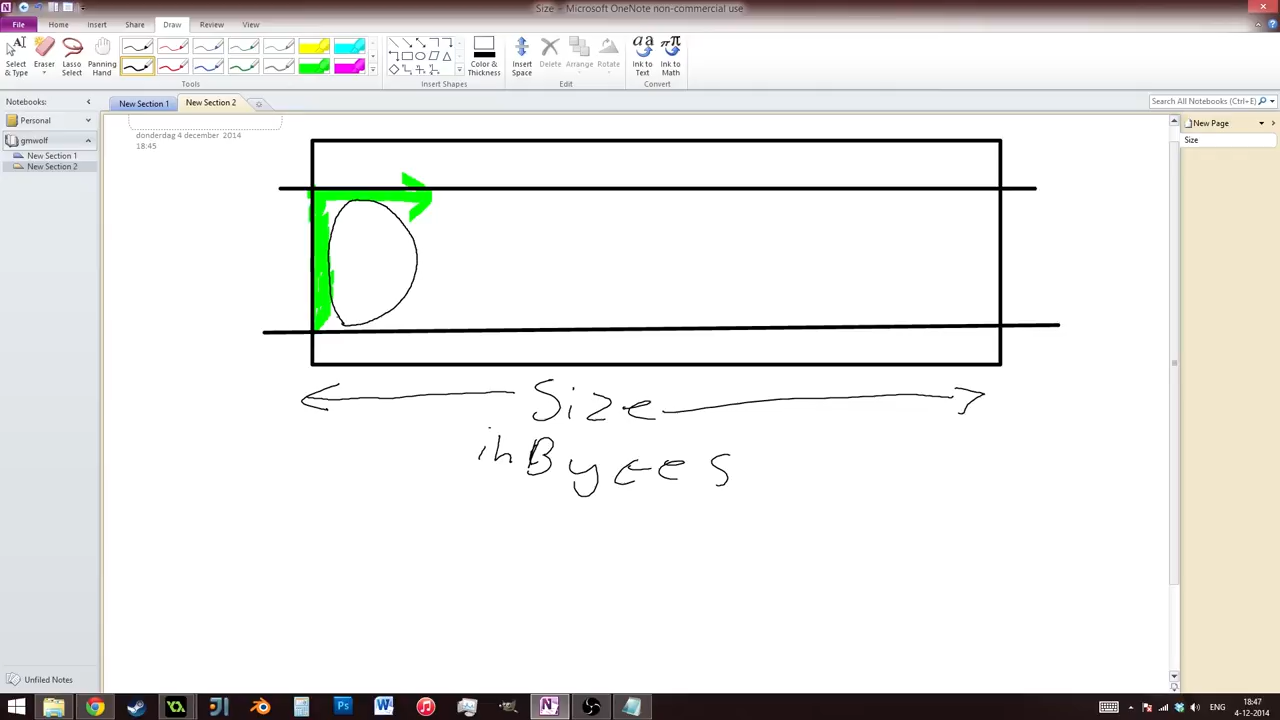 Size - Microsoft OneNote non-commercial use
File Home Insert Share Draw Review View
Select & Type
Eraser
Lasso Select
Panning Hand
Color & Thickness
Insert Space
Delete
Arrange
Rotate
Ink to Text
Ink to Math
Tools
Insert Shapes
Edit
Convert
Notebooks:
New Section 1
New Section 2
Search All Notebooks (Ctrl+E)
Personal
gmwolf
New Section 1
New Section 2
New Page
Size
donderdag 4 december 2014
18:45
Size
in Bytes
Unfiled Notes
ENG
18:47
4-12-2014